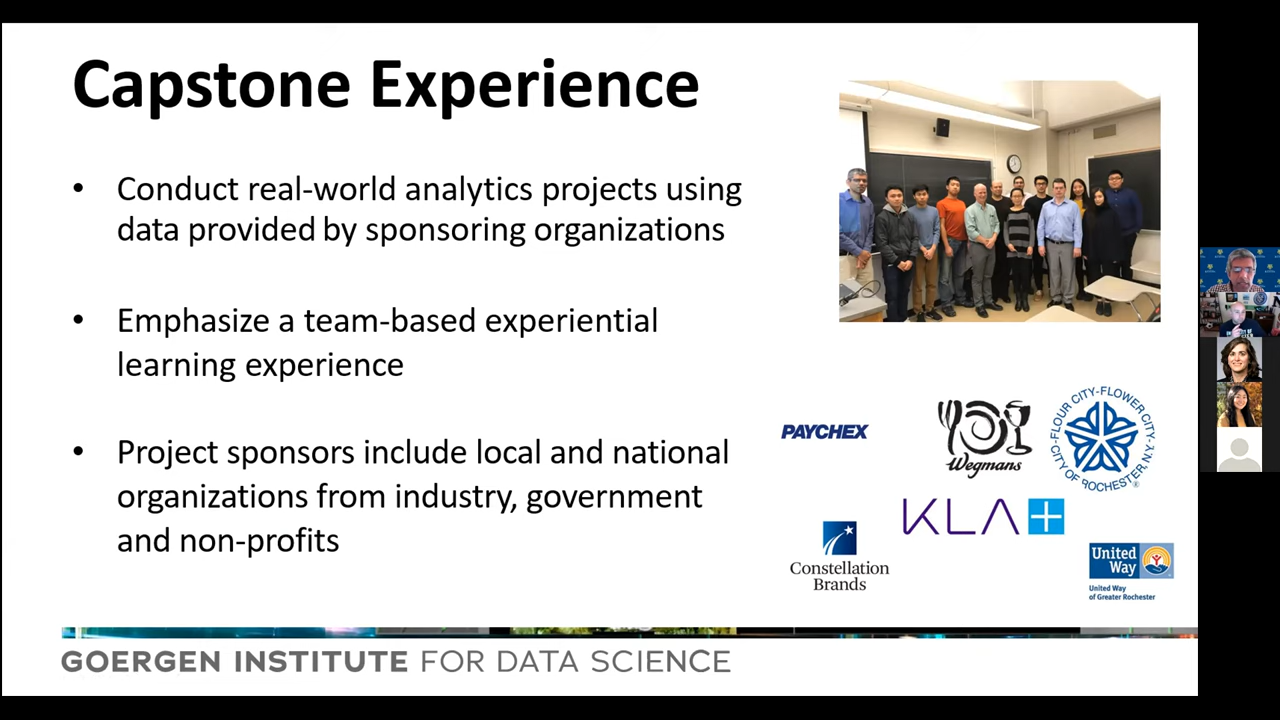 Capstone Experience
• Conduct real-world analytics projects using
data provided by sponsoring organizations
• Emphasize a team-based experiential
learning experience
• Project sponsors include local and national
organizations from industry, government
and non-profits
PAYCHEX
Wegmans
FLOUR CITY-FLOWER CITY-
CITY OF ROCHESTER, N.Y.
KLA+
Constellation
Brands
United
Way
United Way
of Greater Rochester
GOERGEN INSTITUTE FOR DATA SCIENCE